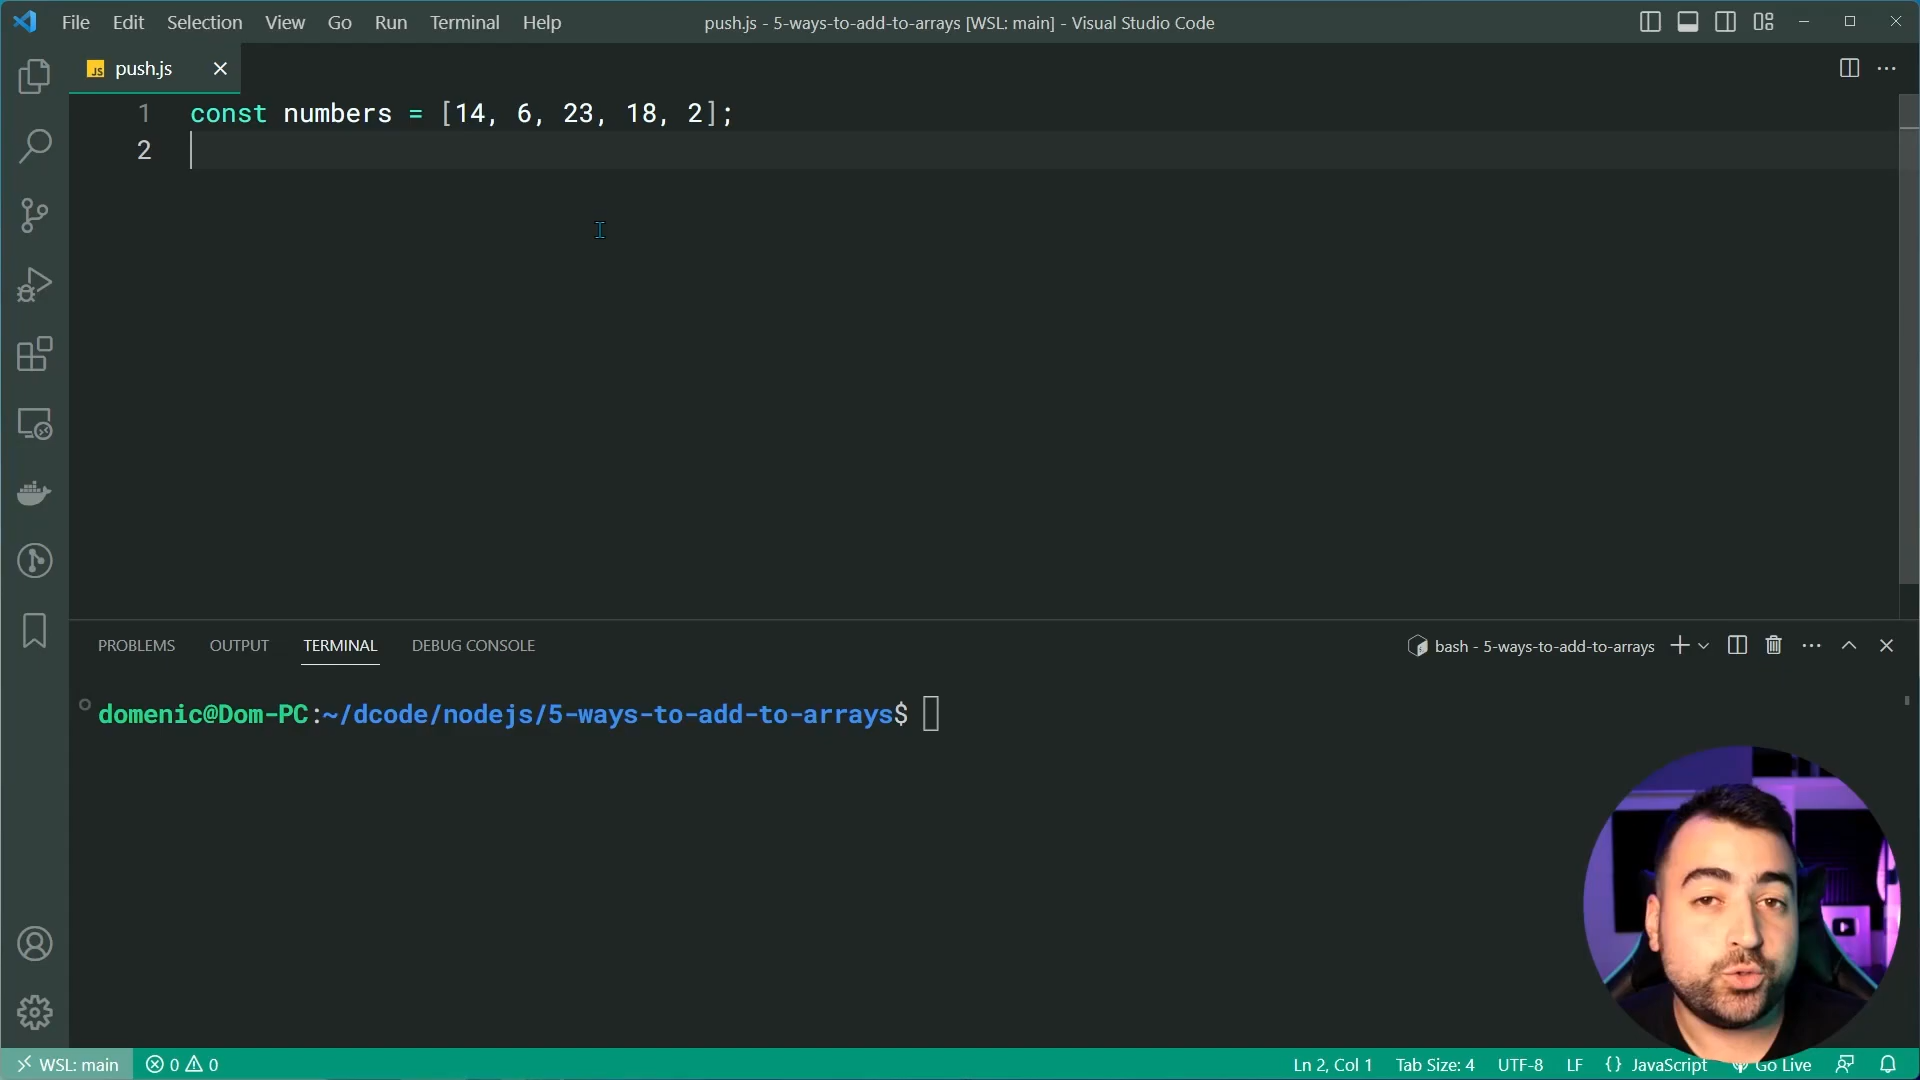 File Edit Selection View Go Run Terminal Help
push.js - 5-ways-to-add-to-arrays [WSL: main] - Visual Studio Code
JS push.js
1 const numbers = [14, 6, 23, 18, 2];
2
PROBLEMS OUTPUT TERMINAL DEBUG CONSOLE
bash - 5-ways-to-add-to-arrays
domenic@Dom-PC:~/dcode/nodejs/5-ways-to-add-to-arrays$
WSL: main 0 0 Ln 2, Col 1 Tab Size: 4 UTF-8 LF {} JavaScript Go Live